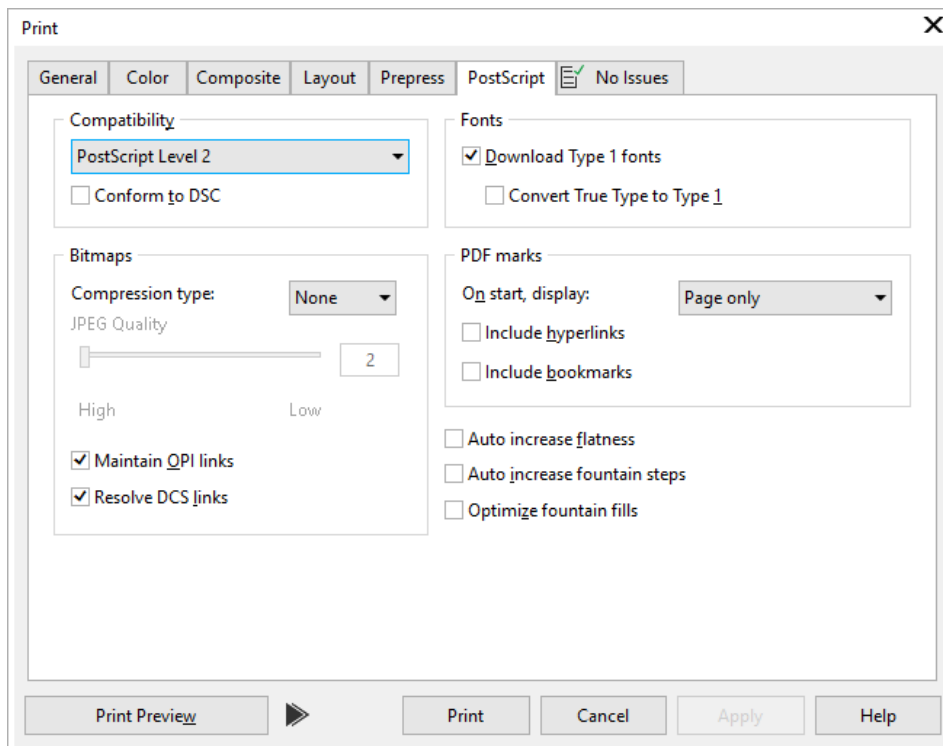 Print
General
Color
Composite
Layout
Prepress
PostScript
No Issues
Compatibility
PostScript Level 2
Conform to DSC
Fonts
Download Type 1 fonts
Convert True Type to Type 1
Bitmaps
Compression type:
None
JPEG Quality
2
High
Low
Maintain OPI links
Resolve DCS links
PDF marks
On start, display:
Page only
Include hyperlinks
Include bookmarks
Auto increase flatness
Auto increase fountain steps
Optimize fountain fills
Print Preview
Print
Cancel
Apply
Help